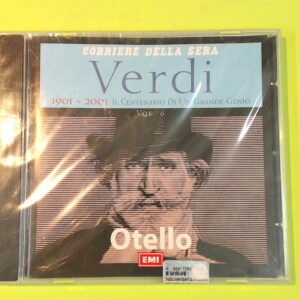 CORRIERE DELLA SERA
Verdi
1901 - 2001 IL CENTENARIO DI UN GRANDE GENIO
VOL. 6
Otello
EMI